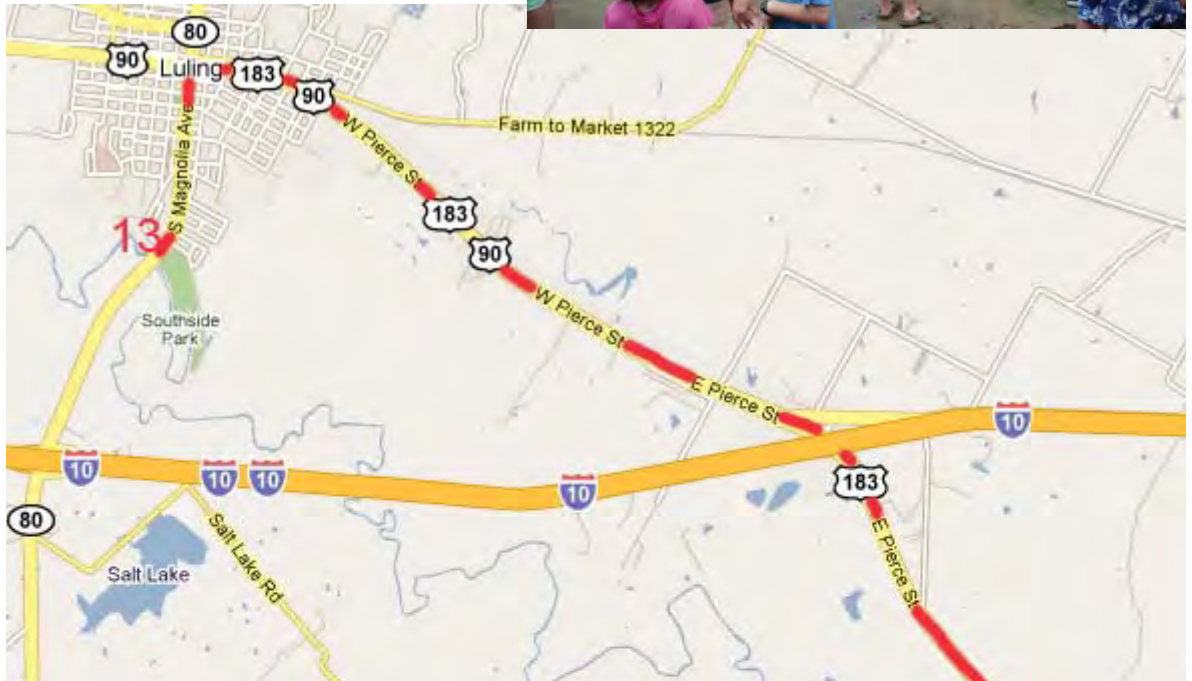 80
90
Luling
183
90
Farm to Market 1322
W Pierce St
S Magnolia Ave
183
13
90
W Pierce St
Southside
Park
E Pierce St
10
10
10
10
10
183
80
Salt Lake Rd
E Pierce St
Salt Lake